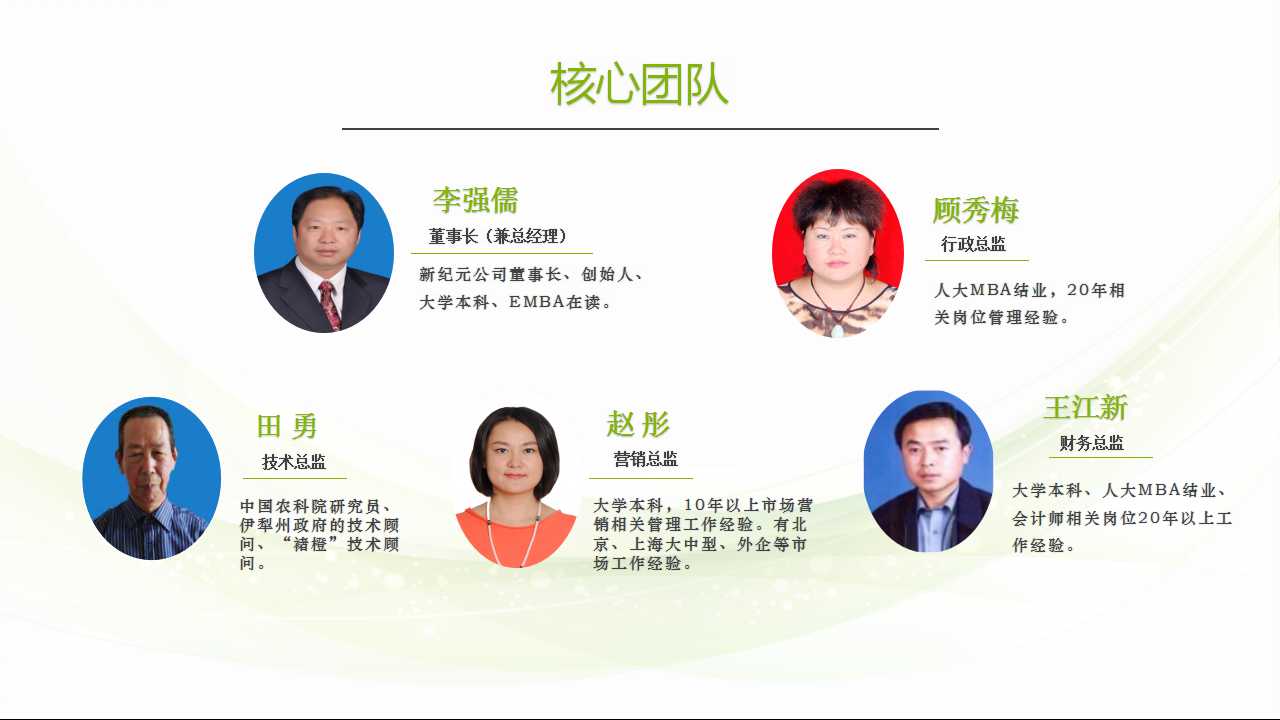 核心团队
李强儒
董事长（兼总经理）
新纪元公司董事长、创始人、
大学本科、EMBA在读。
顾秀梅
行政总监
人大MBA结业，20年相
关岗位管理经验。
田 勇
技术总监
中国农科院研究员、
伊犁州政府的技术顾
问、“褚橙”技术顾
问。
赵 彤
营销总监
大学本科，10年以上市场营
销相关管理工作经验。有北
京、上海大中型、外企等市
场工作经验。
王江新
财务总监
大学本科、人大MBA结业、
会计师相关岗位20年以上工
作经验。